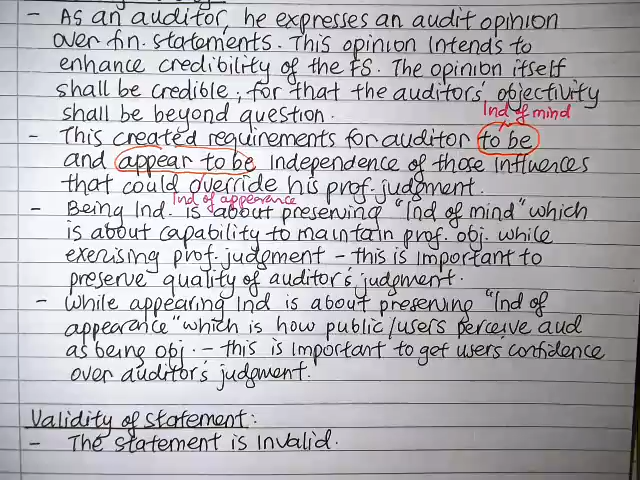 - As an auditor, he expresses an audit opinion
over fin. statements. This opinion intends to
enhance credibility of the FS. The opinion itself
shall be credible, for that the auditors' objectivity
shall be beyond question.
Ind of mind
- This created requirements for auditor to be
and appear to be independence of those influences
that could override his prof. judgment.
Ind of appearance
- Being Ind. is about preserving "Ind of mind" which
is about capability to maintain prof. obj. while
exerising prof. judgment - this is important to
preserve quality of auditor's judgment.
- While appearing Ind is about preserving "Ind of
appearance" which is how public/users perceive aud
as being obj. - this is important to get users' confidence
over auditor's judgment.
Validity of statement:
- The statement is invalid.